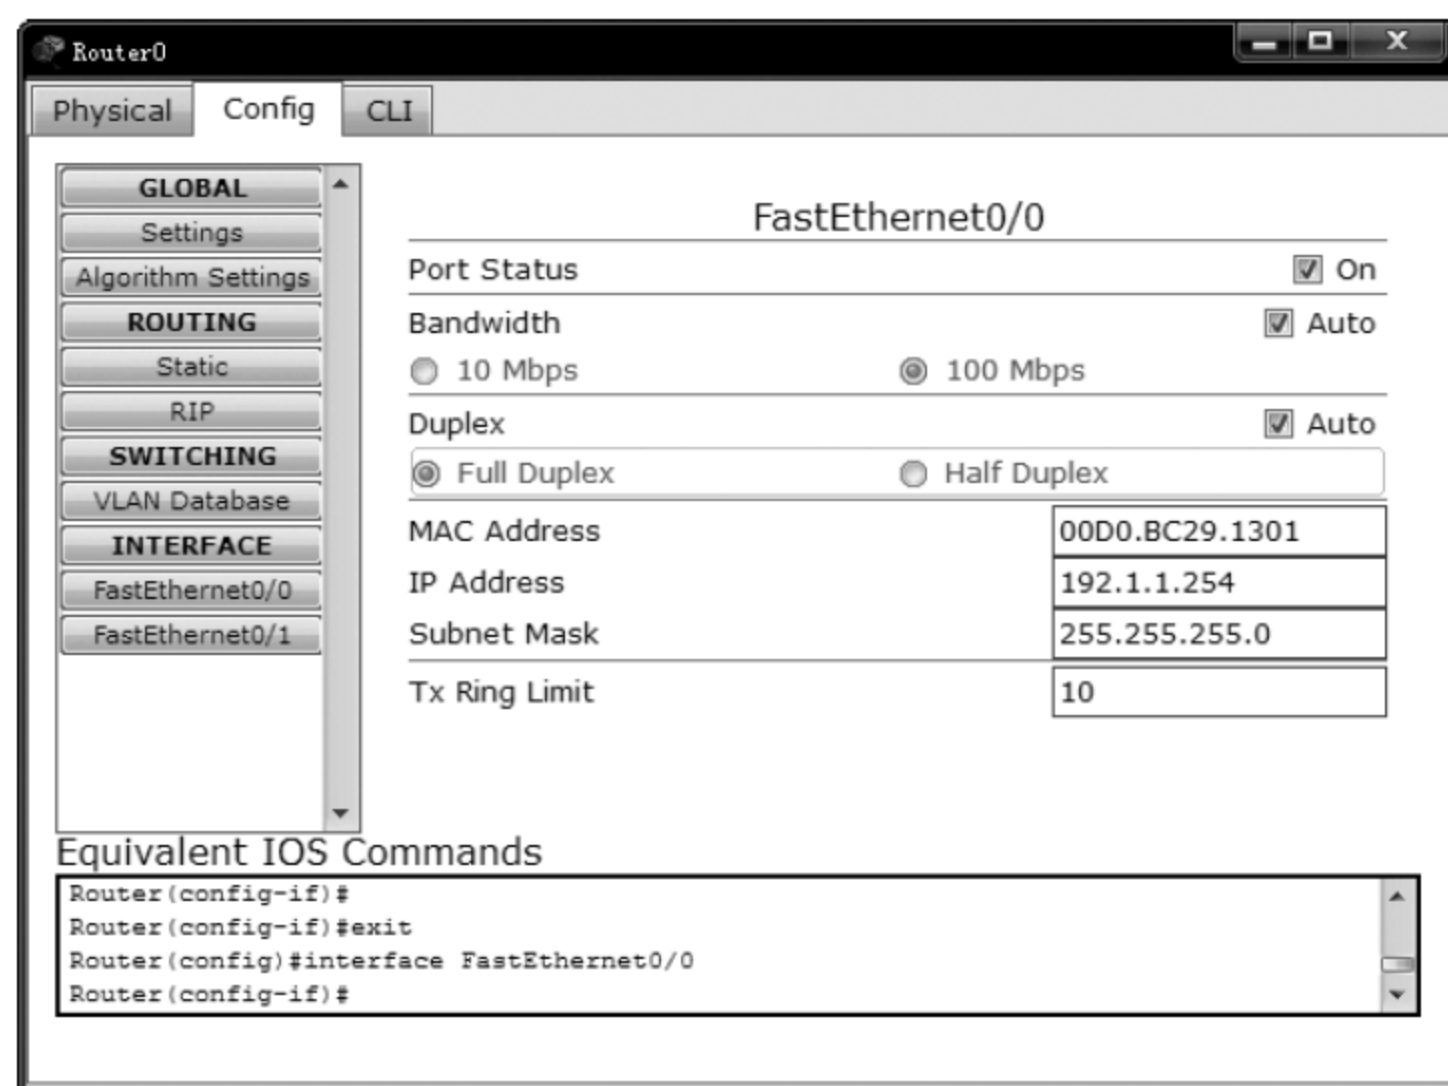 Router0
X
Physical Config CLI
GLOBAL
Settings
Algorithm Settings
ROUTING
Static
RIP
SWITCHING
VLAN Database
INTERFACE
FastEthernet0/0
FastEthernet0/1
FastEthernet0/0
Port Status On
Bandwidth Auto
10 Mbps 100 Mbps
Duplex Auto
Full Duplex Half Duplex
MAC Address 00D0.BC29.1301
IP Address 192.1.1.254
Subnet Mask 255.255.255.0
Tx Ring Limit 10
Equivalent IOS Commands
Router(config-if)#
Router(config-if)#exit
Router(config)#interface FastEthernet0/0
Router(config-if)#